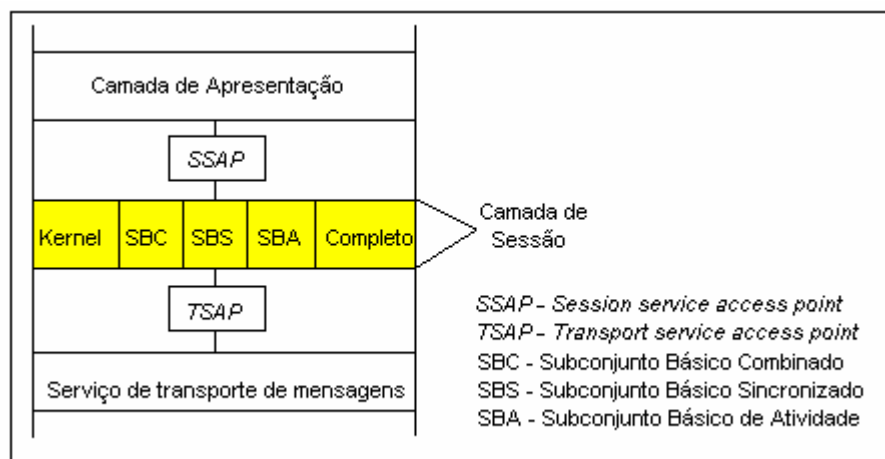 Camada de Apresentação
SSAP
Kernel SBC SBS SBA Completo
Camada de
Sessão
TSAP
Serviço de transporte de mensagens
SSAP - Session service access point
TSAP - Transport service access point
SBC - Subconjunto Básico Combinado
SBS - Subconjunto Básico Sincronizado
SBA - Subconjunto Básico de Atividade